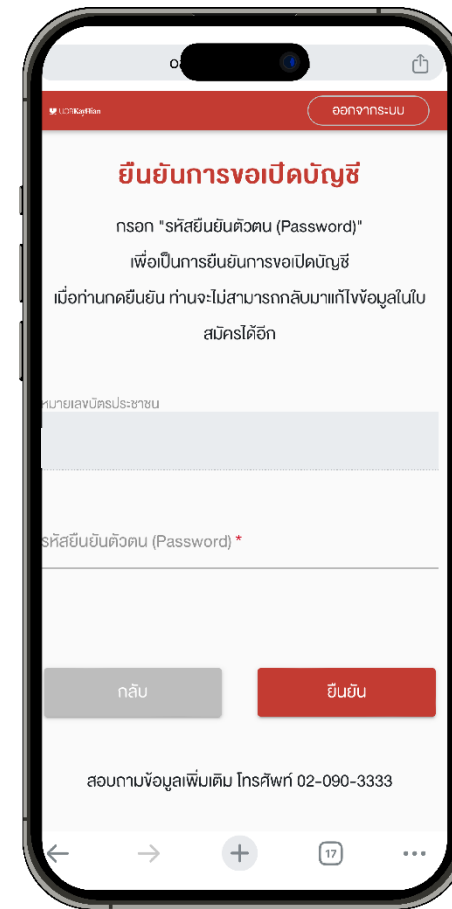 UOBKayHian
ออกจากระบบ
ยืนยันการขอเปิดบัญชี
กรอก "รหัสยืนยันตัวตน (Password)"
เพื่อเป็นการยืนยันการขอเปิดบัญชี
เมื่อท่านกดยืนยัน ท่านจะไม่สามารถกลับมาแก้ไขข้อมูลในใบ
สมัครได้อีก
หมายเลขบัตรประชาชน
รหัสยืนยันตัวตน (Password) *
กลับ
ยืนยัน
สอบถามข้อมูลเพิ่มเติม โทรศัพท์ 02-090-3333
17